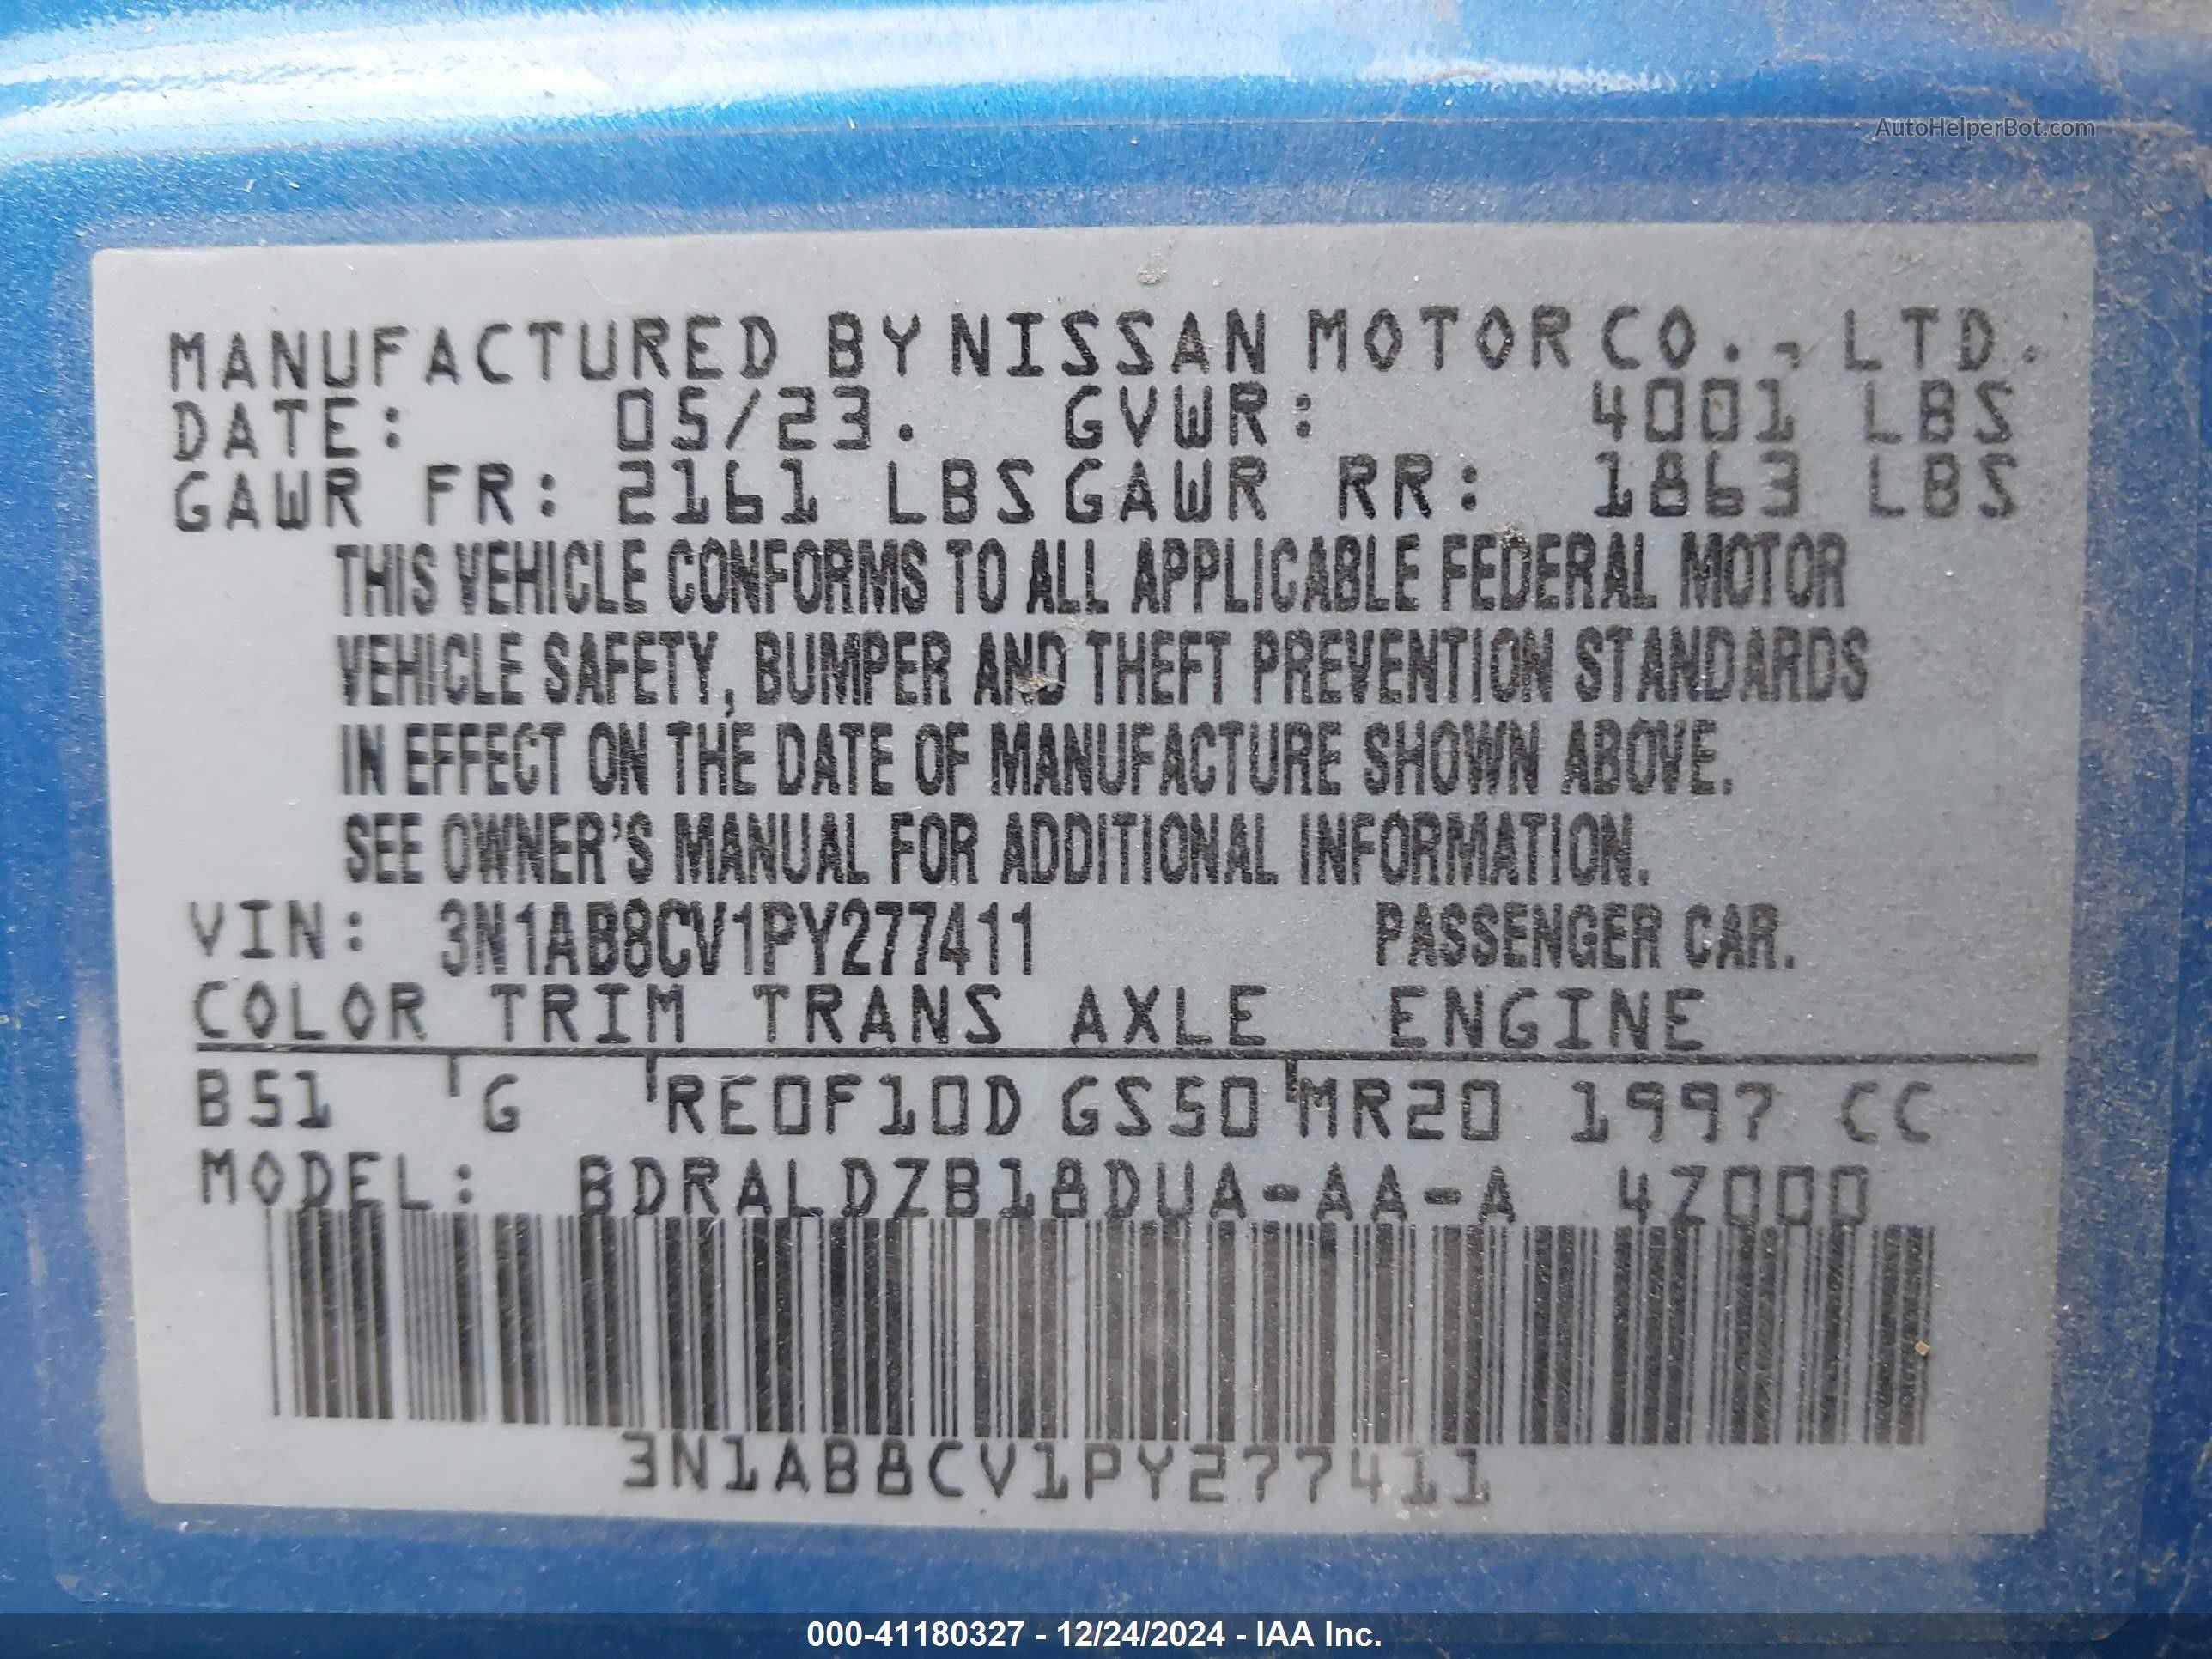 AutoHelperBot.com
MANUFACTURED BY NISSAN MOTOR CO., LTD.
DATE: 05/23. GVWR: 4001 LBS
GAWR FR: 2161 LBS GAWR RR: 1863 LBS
THIS VEHICLE CONFORMS TO ALL APPLICABLE FEDERAL MOTOR
VEHICLE SAFETY, BUMPER AND THEFT PREVENTION STANDARDS
IN EFFECT ON THE DATE OF MANUFACTURE SHOWN ABOVE.
SEE OWNER'S MANUAL FOR ADDITIONAL INFORMATION.
VIN: 3N1AB8CV1PY277411 PASSENGER CAR.
COLOR TRIM TRANS AXLE ENGINE
B51 G RE0F10D GS50 MR20 1997 CC
MODEL: BDRALDZB18DUA-AA-A 4Z000
3N1AB8CV1PY277411
000-41180327 - 12/24/2024 - IAA Inc.